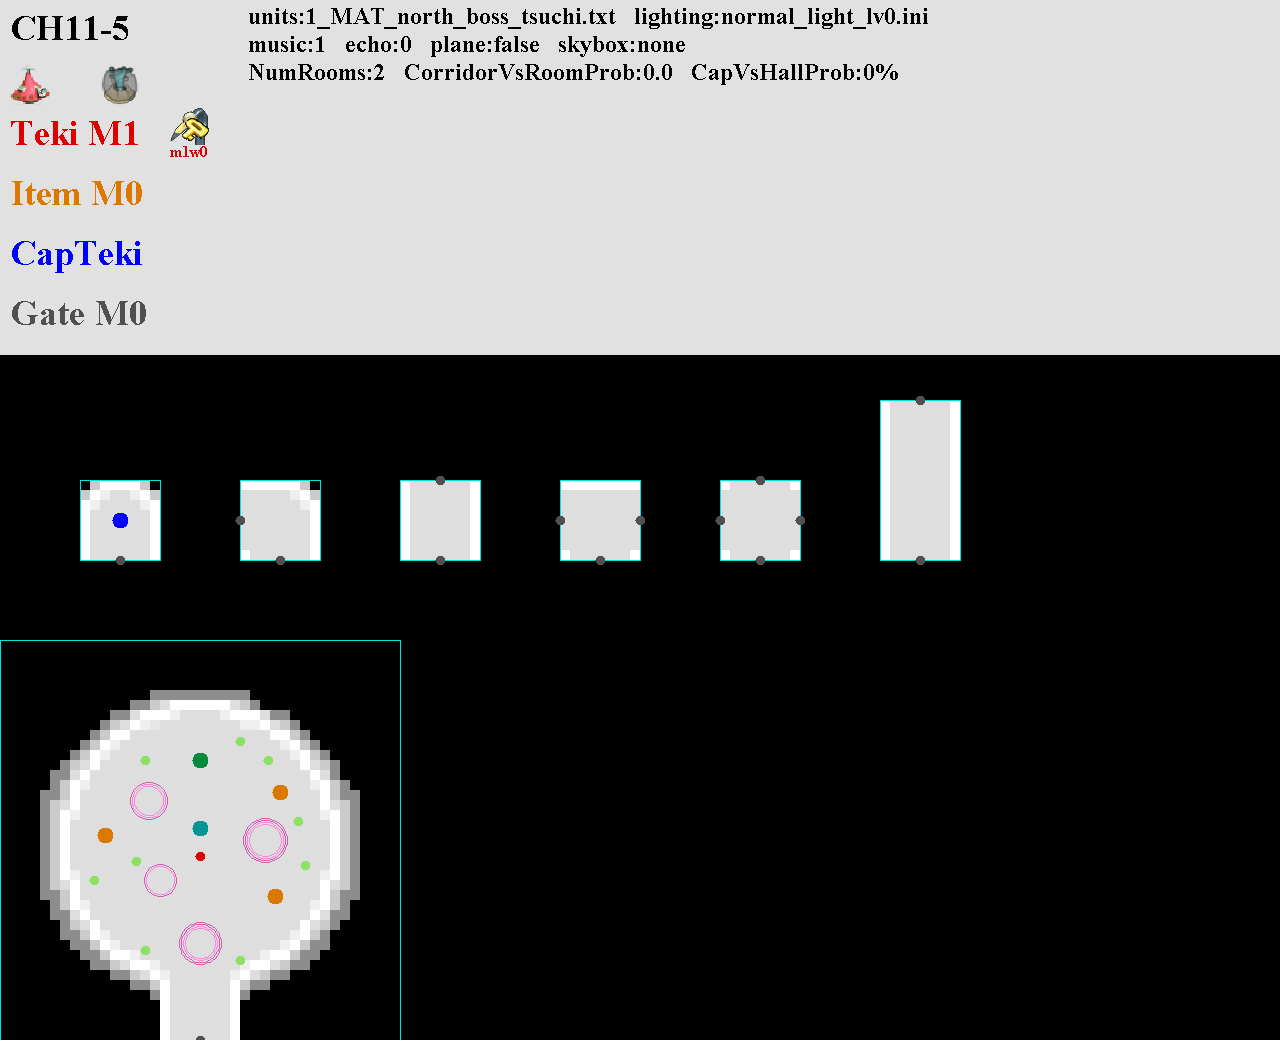 CH11-5
units:1_MAT_north_boss_tsuchi.txt lighting:normal_light_lv0.ini
music:1 echo:0 plane:false skybox:none
NumRooms:2 CorridorVsRoomProb:0.0 CapVsHallProb:0%
Teki M1
m1w0
Item M0
CapTeki
Gate M0